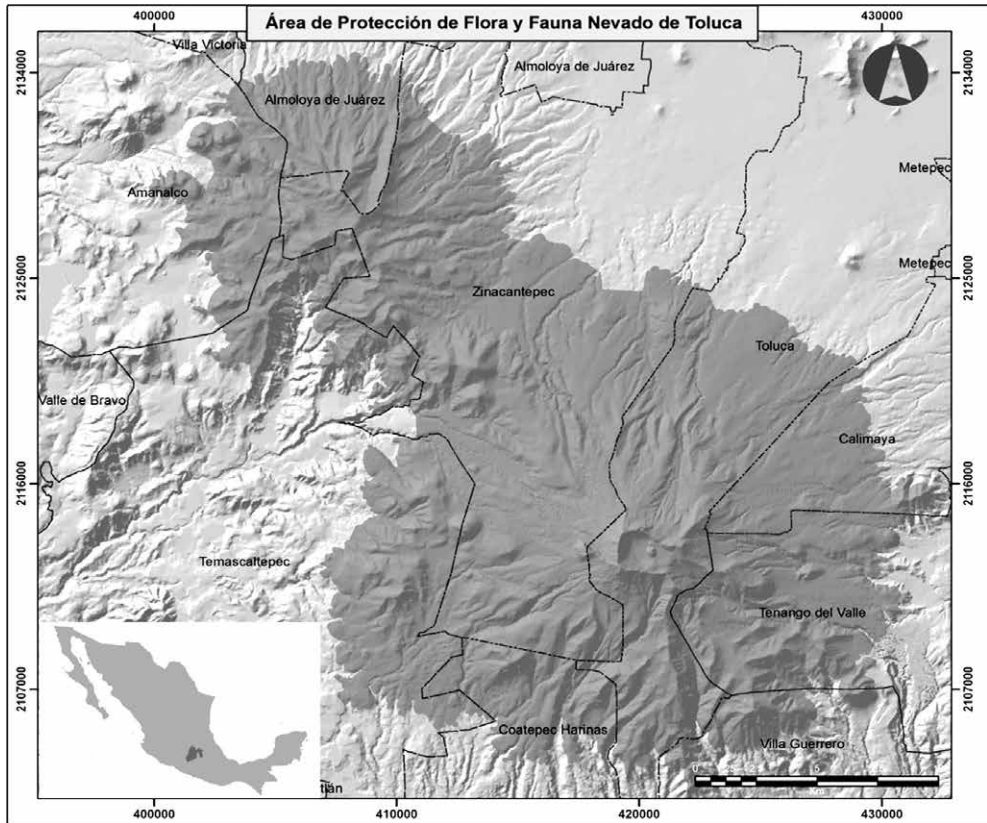 Área de Protección de Flora y Fauna Nevado de Toluca
400000
430000
Villa Victoria
2134000
Almoloya de Juárez
Almoloya de Juárez
2134000
Amanalco
Metepec
2125000
Zinacantepec
Metepec
2125000
Toluca
Valle de Bravo
Calimaya
2116000
2116000
Temascaltepec
Tenango del Valle
2107000
2107000
Coatepec Harinas
Villa Guerrero
tlán
400000
410000
420000
430000